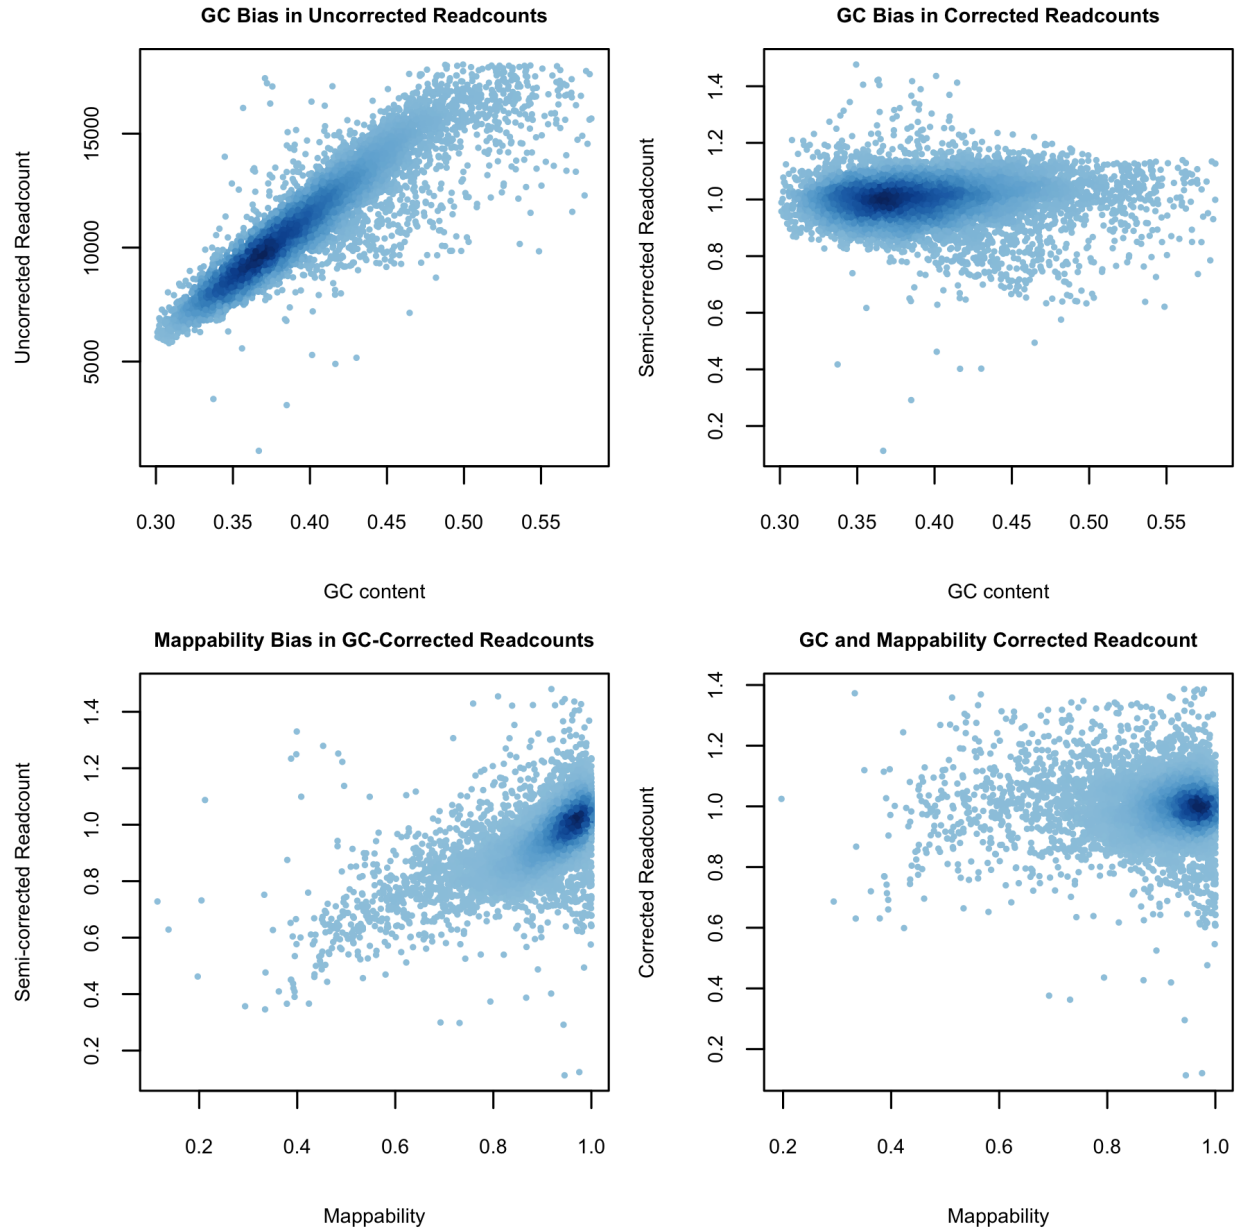 GC Bias in Uncorrected Readcounts
Uncorrected Readcount
15000
10000
5000
0.30 0.35 0.40 0.45 0.50 0.55
GC content
GC Bias in Corrected Readcounts
Semi-corrected Readcount
1.4
1.2
1.0
0.8
0.6
0.4
0.2
0.30 0.35 0.40 0.45 0.50 0.55
GC content
Mappability Bias in GC-Corrected Readcounts
Semi-corrected Readcount
1.4
1.2
1.0
0.8
0.6
0.4
0.2
0.2 0.4 0.6 0.8 1.0
Mappability
GC and Mappability Corrected Readcount
Corrected Readcount
1.4
1.2
1.0
0.8
0.6
0.4
0.2
0.2 0.4 0.6 0.8 1.0
Mappability